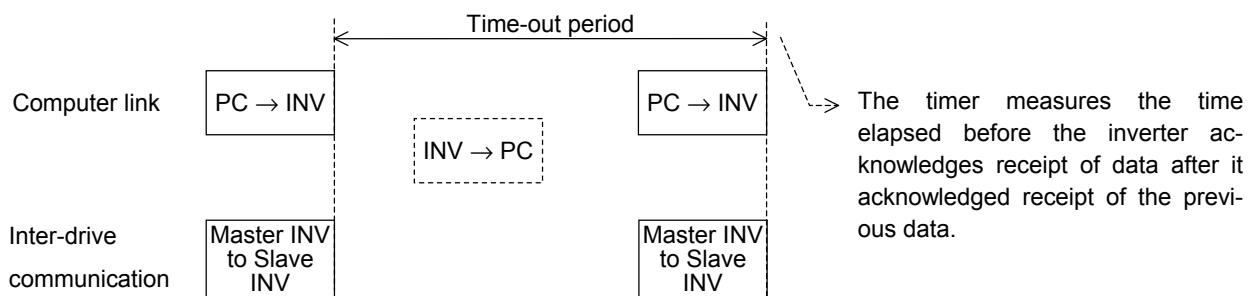 Time-out period
Computer link
PC → INV
PC → INV
INV → PC
The timer measures the time
elapsed before the inverter ac-
knowledges receipt of data after it
acknowledged receipt of the previ-
ous data.
Inter-drive
communication
Master INV
to Slave
INV
Master INV
to Slave
INV